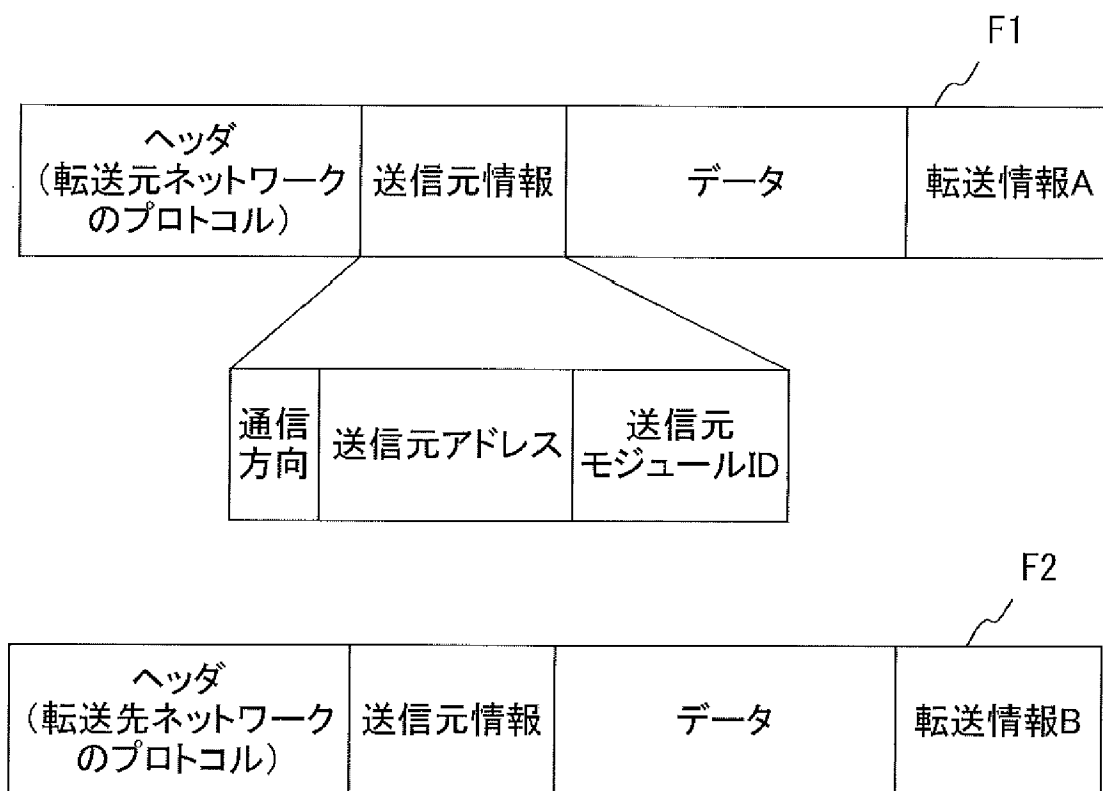 F1
ヘッダ
(転送元ネットワーク
のプロトコル)
送信元情報
データ
転送情報A
通信
方向
送信元アドレス
送信元
モジュールID
F2
ヘッダ
(転送先ネットワーク
のプロトコル)
送信元情報
データ
転送情報B